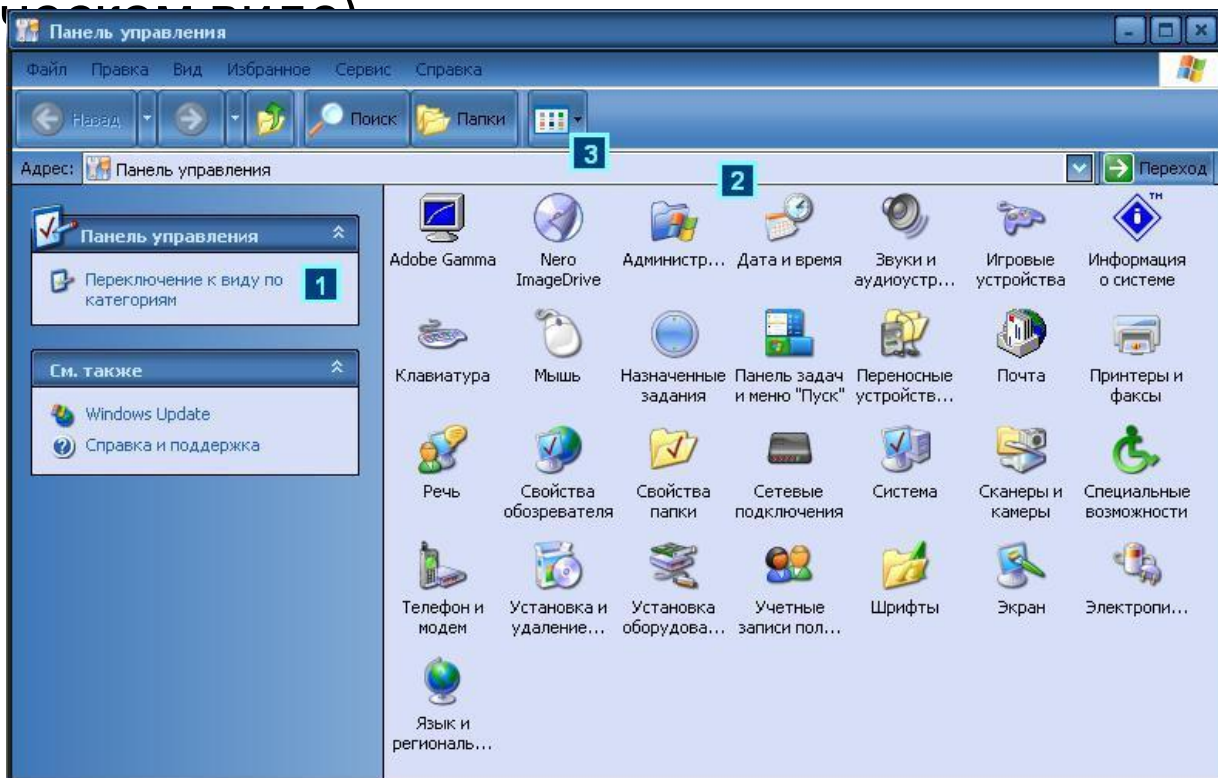 ческом виде)
Панель управления
Файл Правка Вид Избранное Сервис Справка
Назад Поиск Папки
3
Адрес: Панель управления Переход
2
Панель управления
Переключение к виду по
категориям
1
См. также
Windows Update
Справка и поддержка
TM
Adobe Gamma
Nero
ImageDrive
Администр...
Дата и время
Звуки и
аудиоустр...
Игровые
устройства
Информация
о системе
Клавиатура
Мышь
Назначенные
задания
Панель задач
и меню "Пуск"
Переносные
устройств...
Почта
Принтеры и
факсы
Речь
Свойства
обозревателя
Свойства
папки
Сетевые
подключения
Система
Сканеры и
камеры
Специальные
возможности
Телефон и
модем
Установка и
удаление...
Установка
оборудова...
Учетные
записи пол...
Шрифты
Экран
Электропи...
Язык и
региональ...